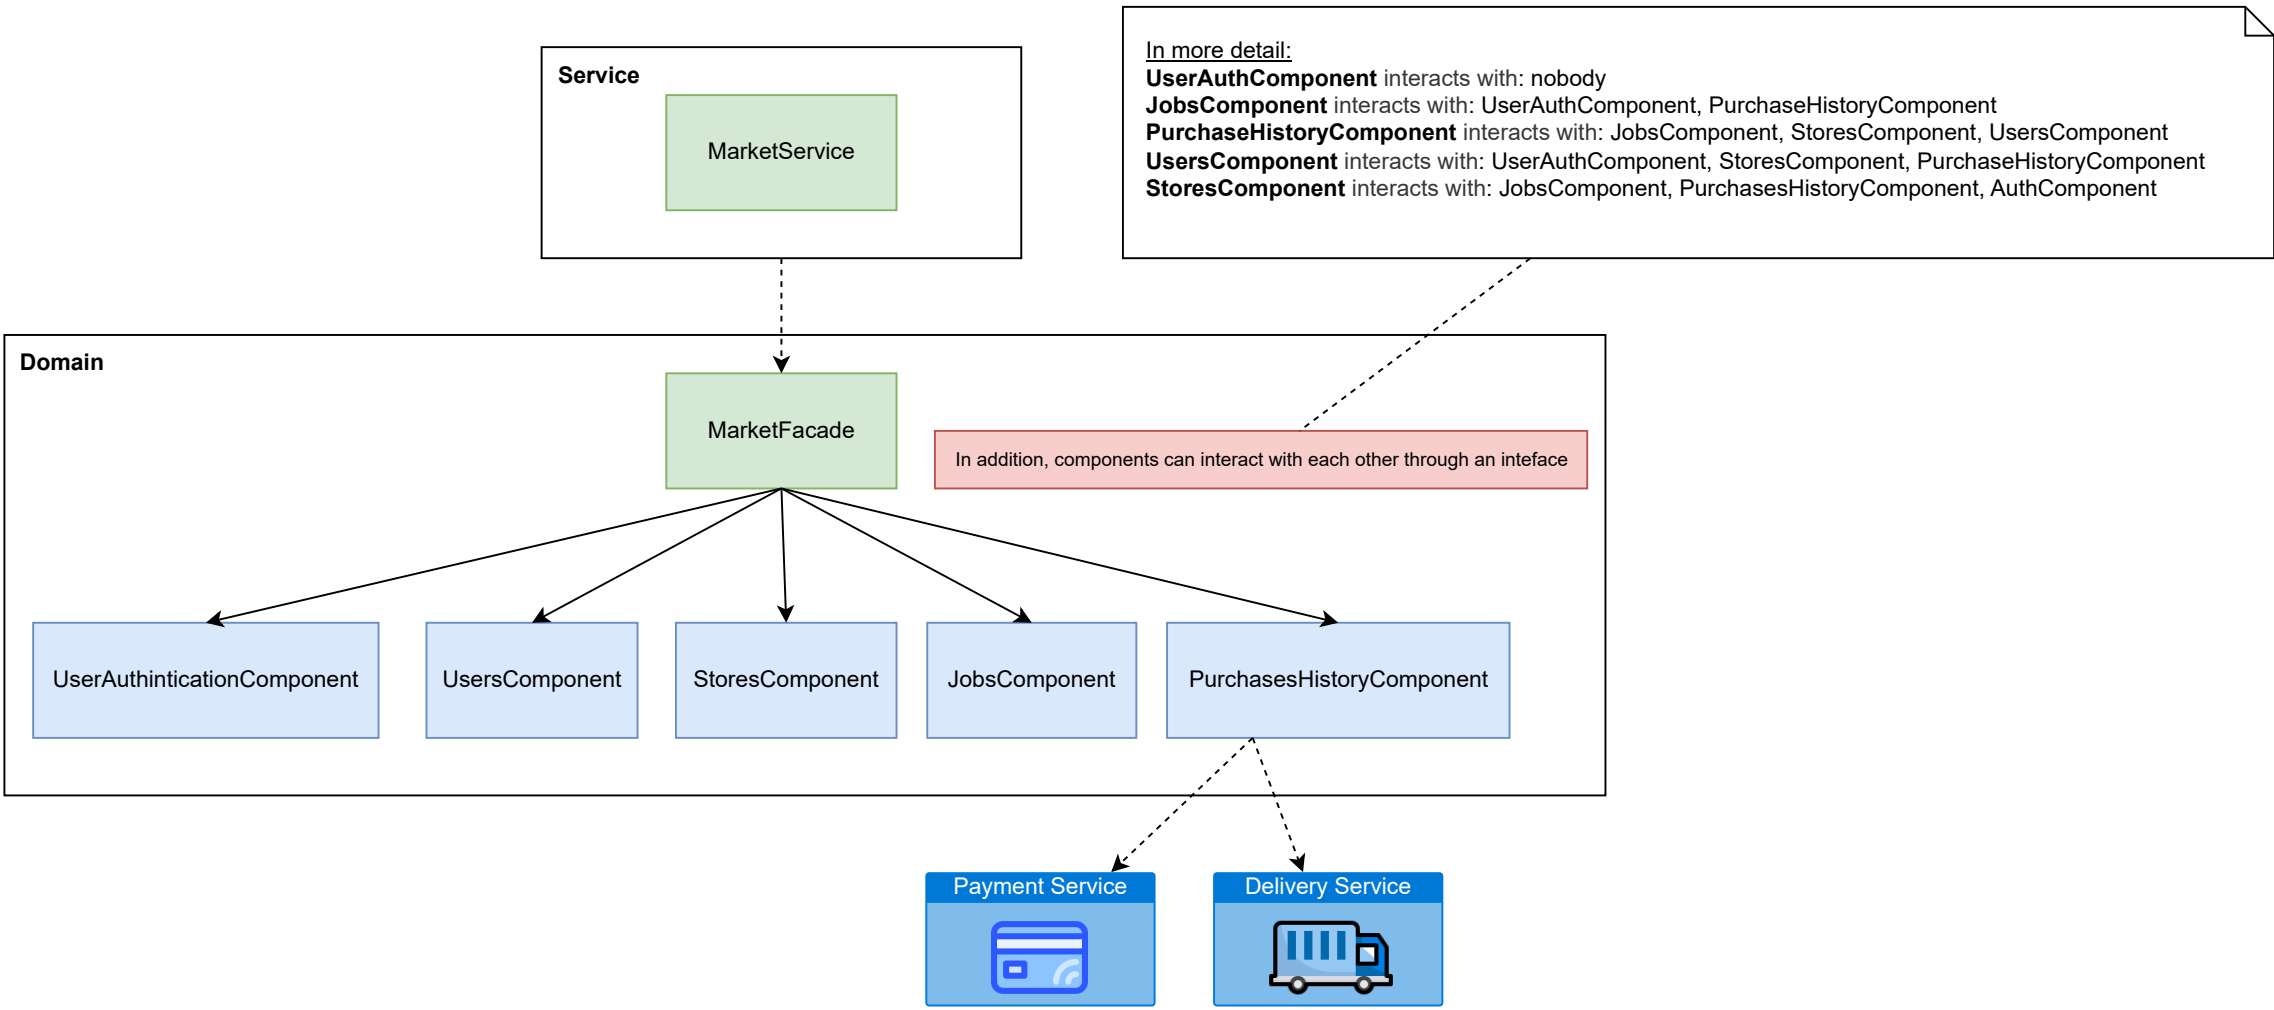 Service
MarketService
In more detail:
UserAuthComponent interacts with: nobody
JobsComponent interacts with: UserAuthComponent, PurchaseHistoryComponent
PurchaseHistoryComponent interacts with: JobsComponent, StoresComponent, UsersComponent
UsersComponent interacts with: UserAuthComponent, StoresComponent, PurchaseHistoryComponent
StoresComponent interacts with: JobsComponent, PurchasesHistoryComponent, AuthComponent
Domain
MarketFacade
In addition, components can interact with each other through an inteface
UserAuthinticationComponent
UsersComponent
StoresComponent
JobsComponent
PurchasesHistoryComponent
Payment Service
Delivery Service